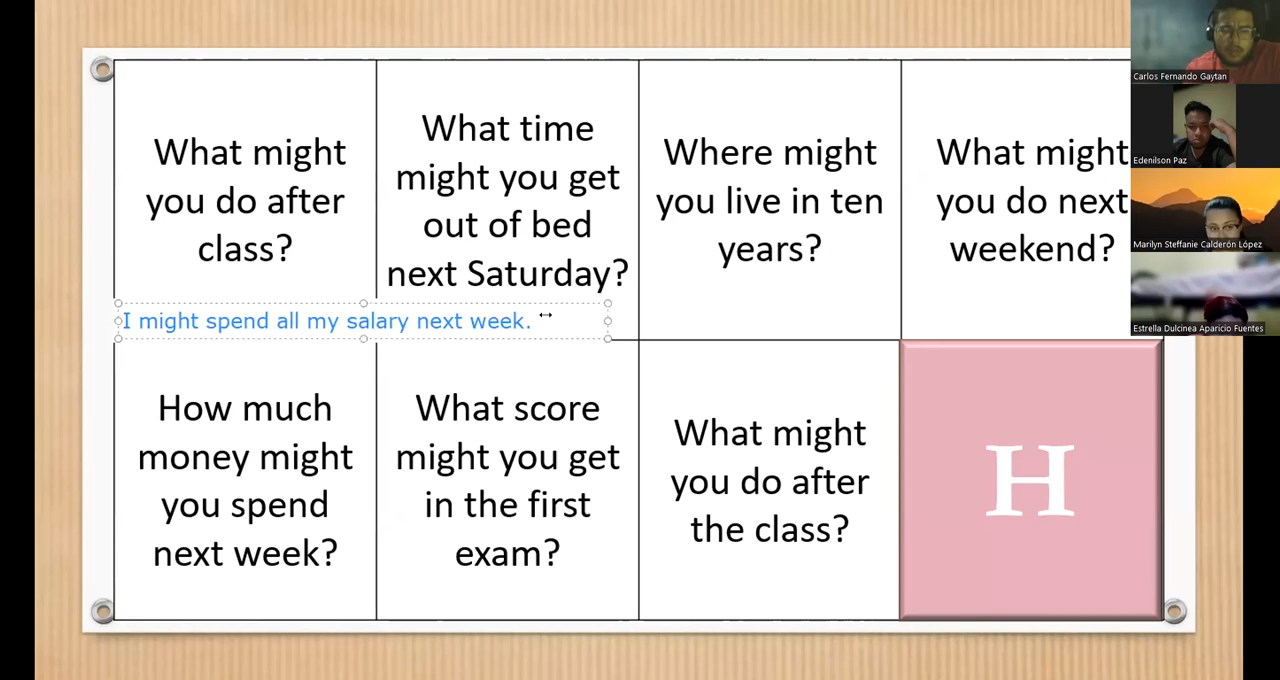 What might
you do after
class?
What time
might you get
out of bed
next Saturday?
Where might
you live in ten
years?
What might
you do next
weekend?
I might spend all my salary next week.
How much
money might
you spend
next week?
What score
might you get
in the first
exam?
What might
you do after
the class?
H
Carlos Fernando Gaytan
Edenilson Paz
Marilyn Steffanie Calderón López
Estrella Dulcinea Aparicio Fuentes